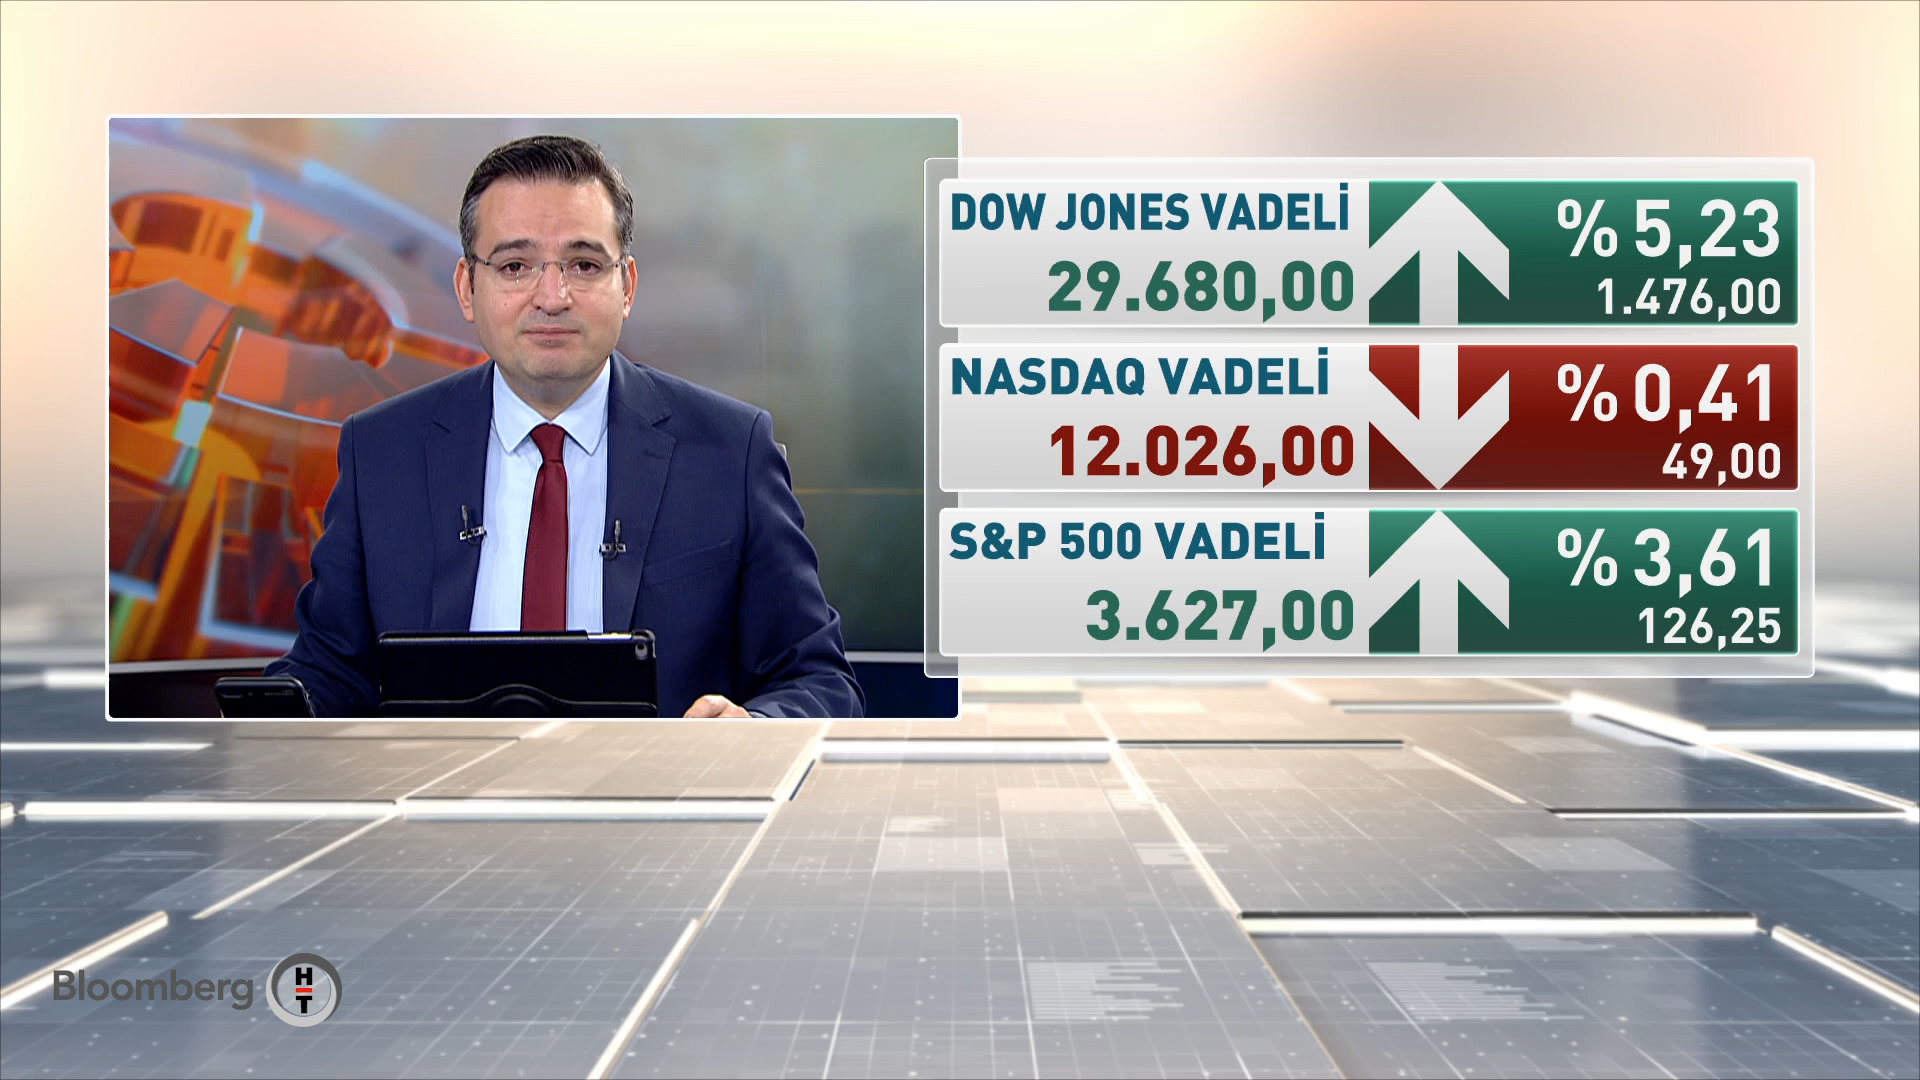 DOW JONES VADELİ
29.680,00
% 5,23
1.476,00
NASDAQ VADELİ
12.026,00
% 0,41
49,00
S&P 500 VADELİ
3.627,00
% 3,61
126,25
Bloomberg HT